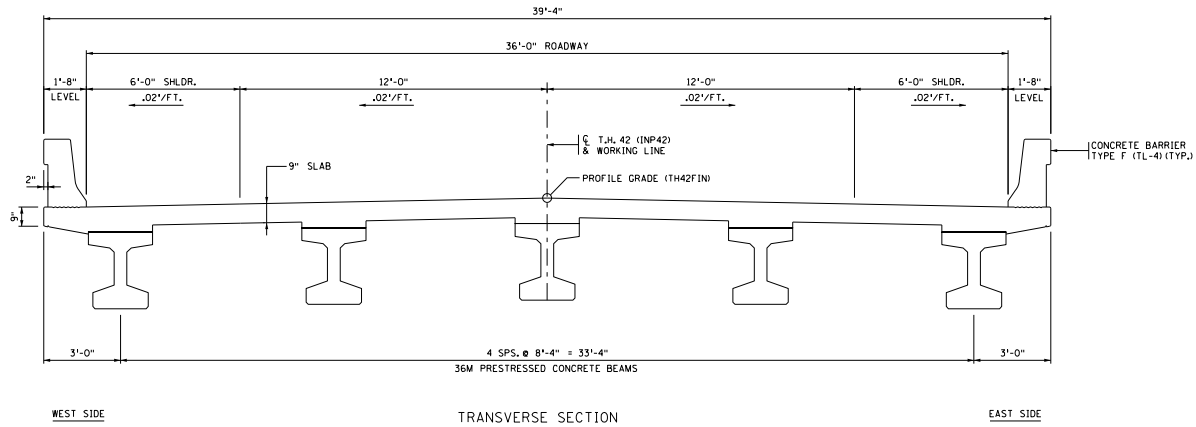 39'-4"
36'-0" ROADWAY
1'-8"
6'-0" SHLDR.
12'-0"
12'-0"
6'-0" SHLDR.
1'-8"
LEVEL
.02'/FT.
.02'/FT.
.02'/FT.
.02'/FT.
LEVEL
℄ T.H. 42 (INP42)
& WORKING LINE
CONCRETE BARRIER
TYPE F (TL-4) (TYP.)
9" SLAB
PROFILE GRADE (TH42FIN)
2"
9"
3'-0"
4 SPS. @ 8'-4" = 33'-4"
3'-0"
36M PRESTRESSED CONCRETE BEAMS
WEST SIDE
TRANSVERSE SECTION
EAST SIDE